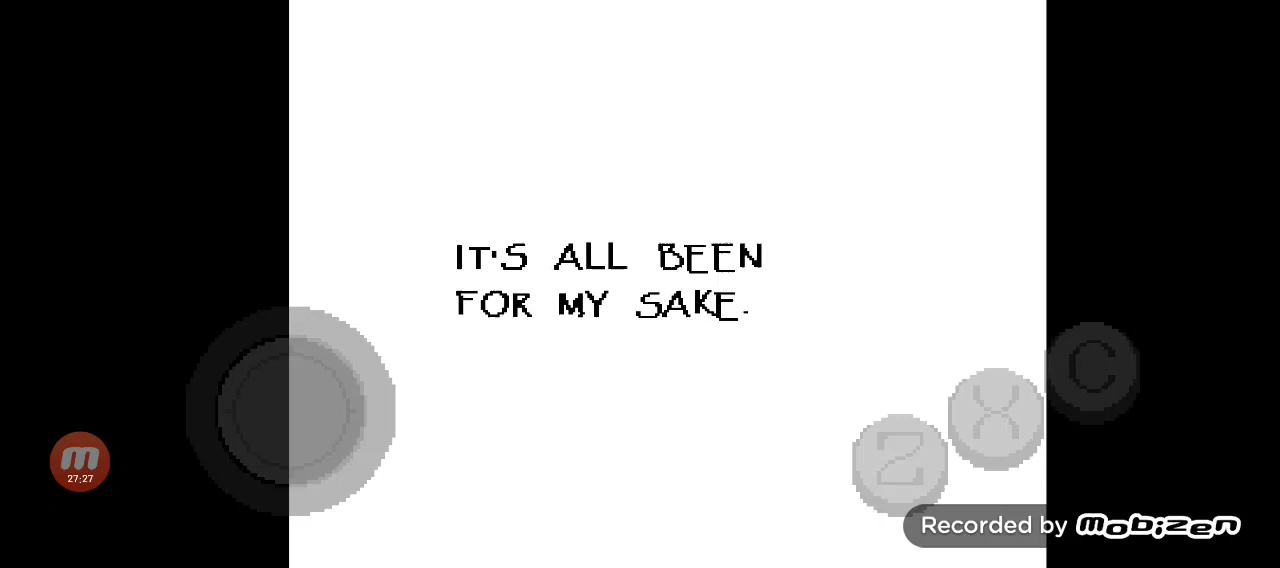 IT'S ALL BEEN
FOR MY SAKE.
C
X
Z
m
27:27
Recorded by mobizen